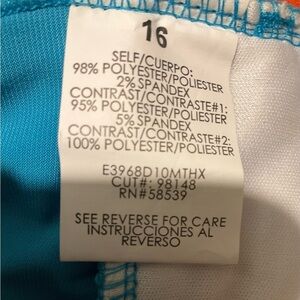 16
SELF/CUERPO:
98% POLYESTER/POLIESTER
2% SPANDEX
CONTRAST/CONTRASTE#1:
95% POLYESTER/POLIESTER
5% SPANDEX
CONTRAST/CONTRASTE#2:
100% POLYESTER/POLIESTER
E3968D10MTHX
CUT#: 98148
RN#58539
SEE REVERSE FOR CARE
INSTRUCCIONES AL
REVERSO